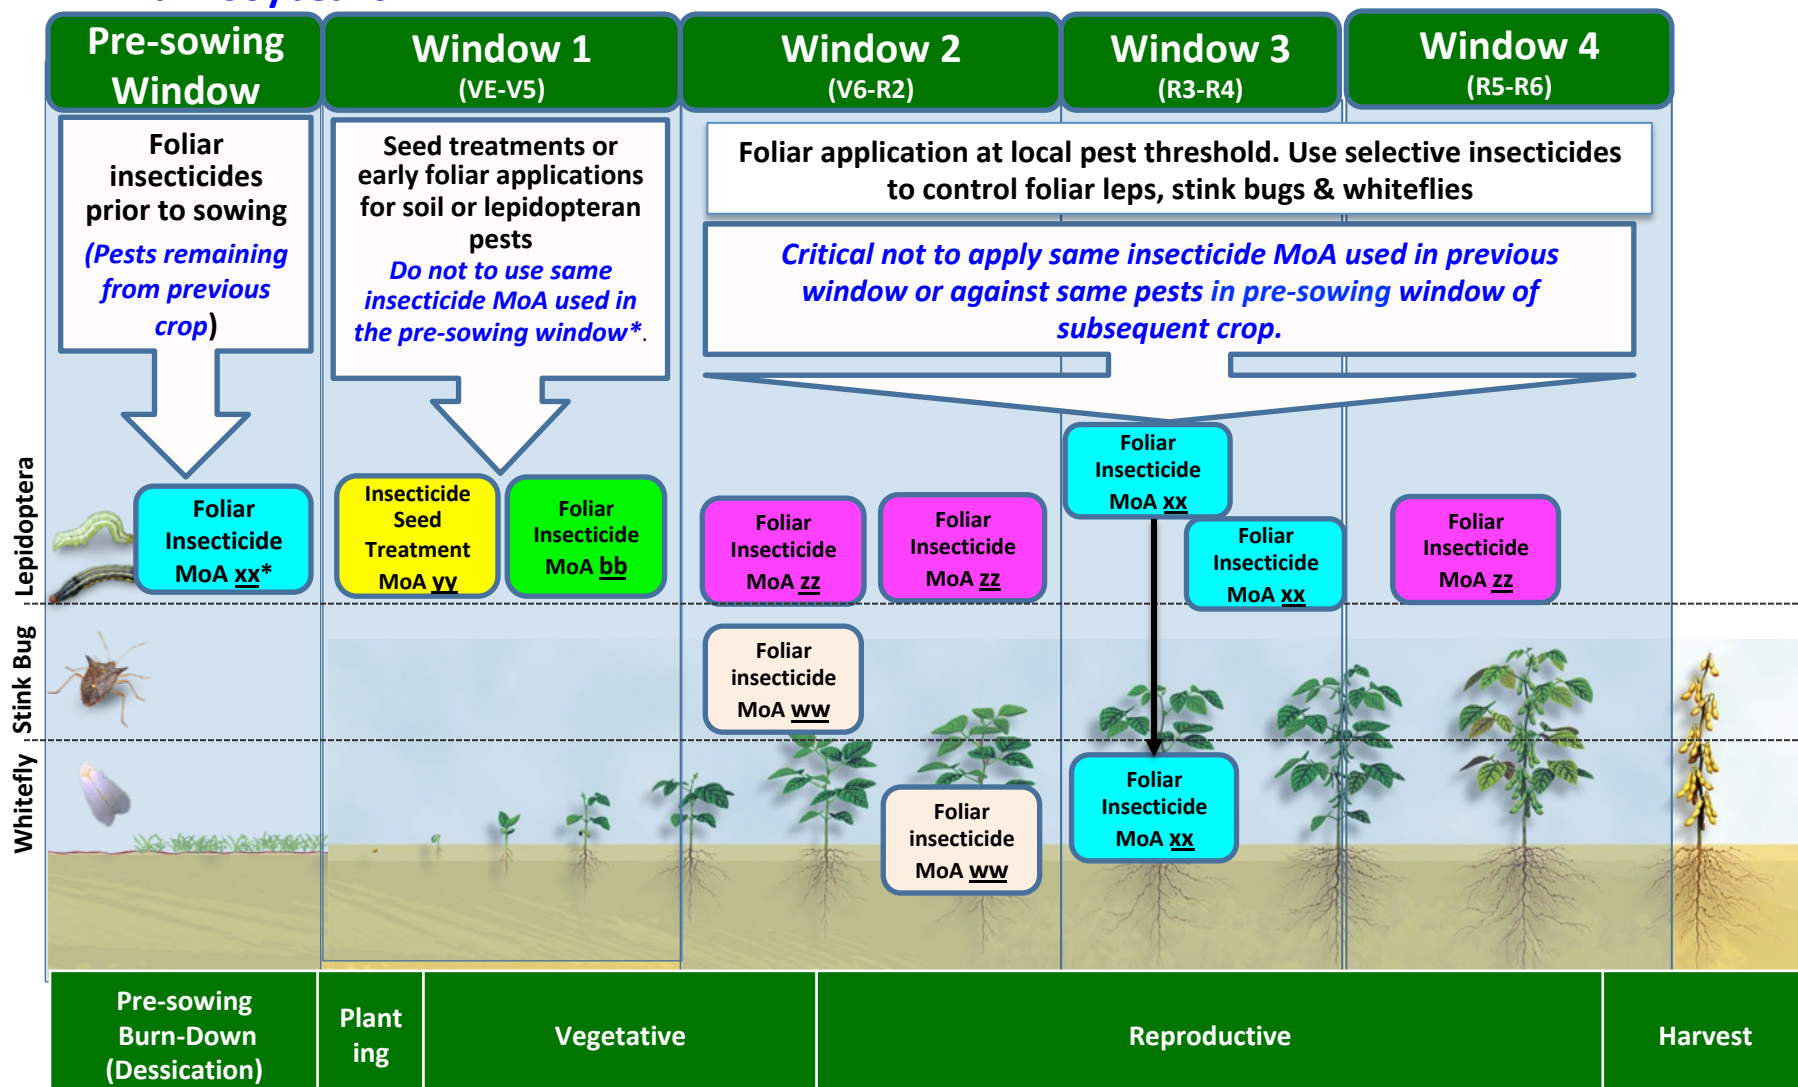 Pre-sowing
Window
Window 1
(VE-V5)
Window 2
(V6-R2)
Window 3
(R3-R4)
Window 4
(R5-R6)
Foliar
insecticides
prior to sowing
(Pests remaining
from previous
crop)
Seed treatments or
early foliar applications
for soil or lepidopteran
pests
Do not to use same
insecticide MoA used in
the pre-sowing window*.
Foliar application at local pest threshold. Use selective insecticides
to control foliar leps, stink bugs & whiteflies
Critical not to apply same insecticide MoA used in previous
window or against same pests in pre-sowing window of
subsequent crop.
Lepidoptera
Foliar
Insecticide
MoA xx*
Insecticide
Seed
Treatment
MoA yy
Foliar
Insecticide
MoA bb
Foliar
Insecticide
MoA zz
Foliar
Insecticide
MoA zz
Foliar
Insecticide
MoA xx
Foliar
Insecticide
MoA xx
Foliar
Insecticide
MoA zz
Stink Bug
Foliar
insecticide
MoA ww
Whitefly
Foliar
insecticide
MoA ww
Foliar
Insecticide
MoA xx
Pre-sowing
Burn-Down
(Dessication)
Plant
ing
Vegetative
Reproductive
Harvest